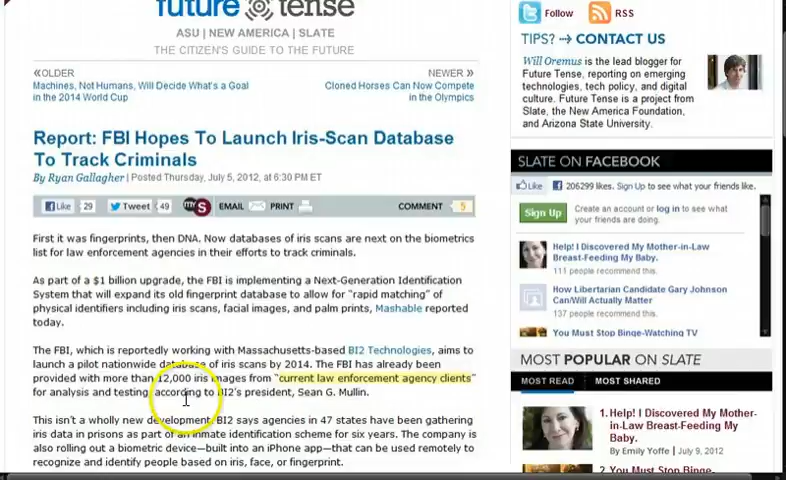 future tense
ASU | NEW AMERICA | SLATE
THE CITIZEN'S GUIDE TO THE FUTURE
«OLDER
Machines, Not Humans, Will Decide What's a Goal
in the 2014 World Cup
NEWER »
Cloned Horses Can Now Compete
in the Olympics
Report: FBI Hopes To Launch Iris-Scan Database
To Track Criminals
By Ryan Gallagher | Posted Thursday, July 5, 2012, at 6:30 PM ET
Like 29 Tweet 49 my S EMAIL PRINT COMMENT 5
First it was fingerprints, then DNA. Now databases of iris scans are next on the biometrics
list for law enforcement agencies in their efforts to track criminals.
As part of a $1 billion upgrade, the FBI is implementing a Next-Generation Identification
System that will expand its old fingerprint database to allow for "rapid matching" of
physical identifiers including iris scans, facial images, and palm prints, Mashable reported
today.
The FBI, which is reportedly working with Massachusetts-based BI2 Technologies, aims to
launch a pilot nationwide database of iris scans by 2014. The FBI has already been
provided with more than 12,000 iris images from "current law enforcement agency clients"
for analysis and testing, according to BI2's president, Sean G. Mullin.
This isn't a wholly new development. BI2 says agencies in 47 states have been gathering
iris data in prisons as part of an inmate identification scheme for six years. The company is
also rolling out a biometric device—built into an iPhone app—that can be used remotely to
recognize and identify people based on iris, face, or fingerprint.
Follow RSS
TIPS? ⇢ CONTACT US
Will Oremus is the lead blogger for
Future Tense, reporting on emerging
technologies, tech policy, and digital
culture. Future Tense is a project from
Slate, the New America Foundation,
and Arizona State University.
SLATE ON FACEBOOK
Like 206299 likes. Sign Up to see what your friends like.
Sign Up Create an account or log in to see what
your friends are doing.
Help! I Discovered My Mother-in-Law
Breast-Feeding My Baby.
111 people recommend this.
How Libertarian Candidate Gary Johnson
Can/Will Actually Matter
137 people recommend this.
You Must Stop Binge-Watching TV
MOST POPULAR ON SLATE
MOST READ MOST SHARED
1. Help! I Discovered My Mother-
in-Law Breast-Feeding My
Baby.
By Emily Yoffe | July 9, 2012
2. You Must Stop Binge-